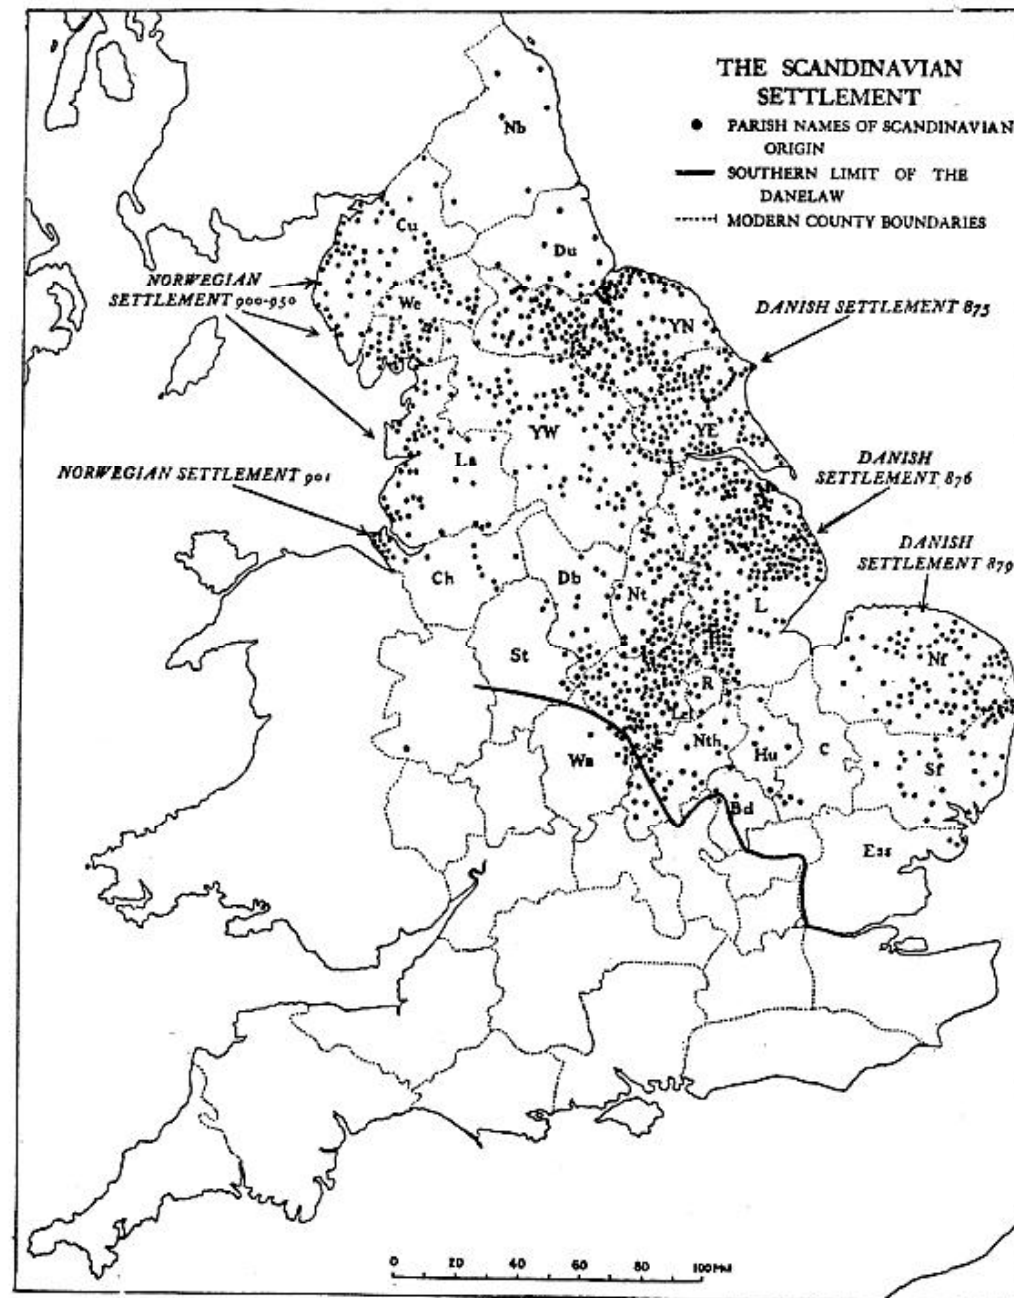 THE SCANDINAVIAN
SETTLEMENT
PARISH NAMES OF SCANDINAVIAN
ORIGIN
SOUTHERN LIMIT OF THE
DANELAW
MODERN COUNTY BOUNDARIES
Nb
Cu
Du
NORWEGIAN
SETTLEMENT 900-950
We
YN
DANISH SETTLEMENT 875
YW
YE
La
NORWEGIAN SETTLEMENT 901
DANISH
SETTLEMENT 876
DANISH
SETTLEMENT 879
Ch
Db
Nt
L
St
R
Nf
Le
Wa
Nth
Hu
C
Sf
Bd
Ess
0 20 40 60 80 100 Mls